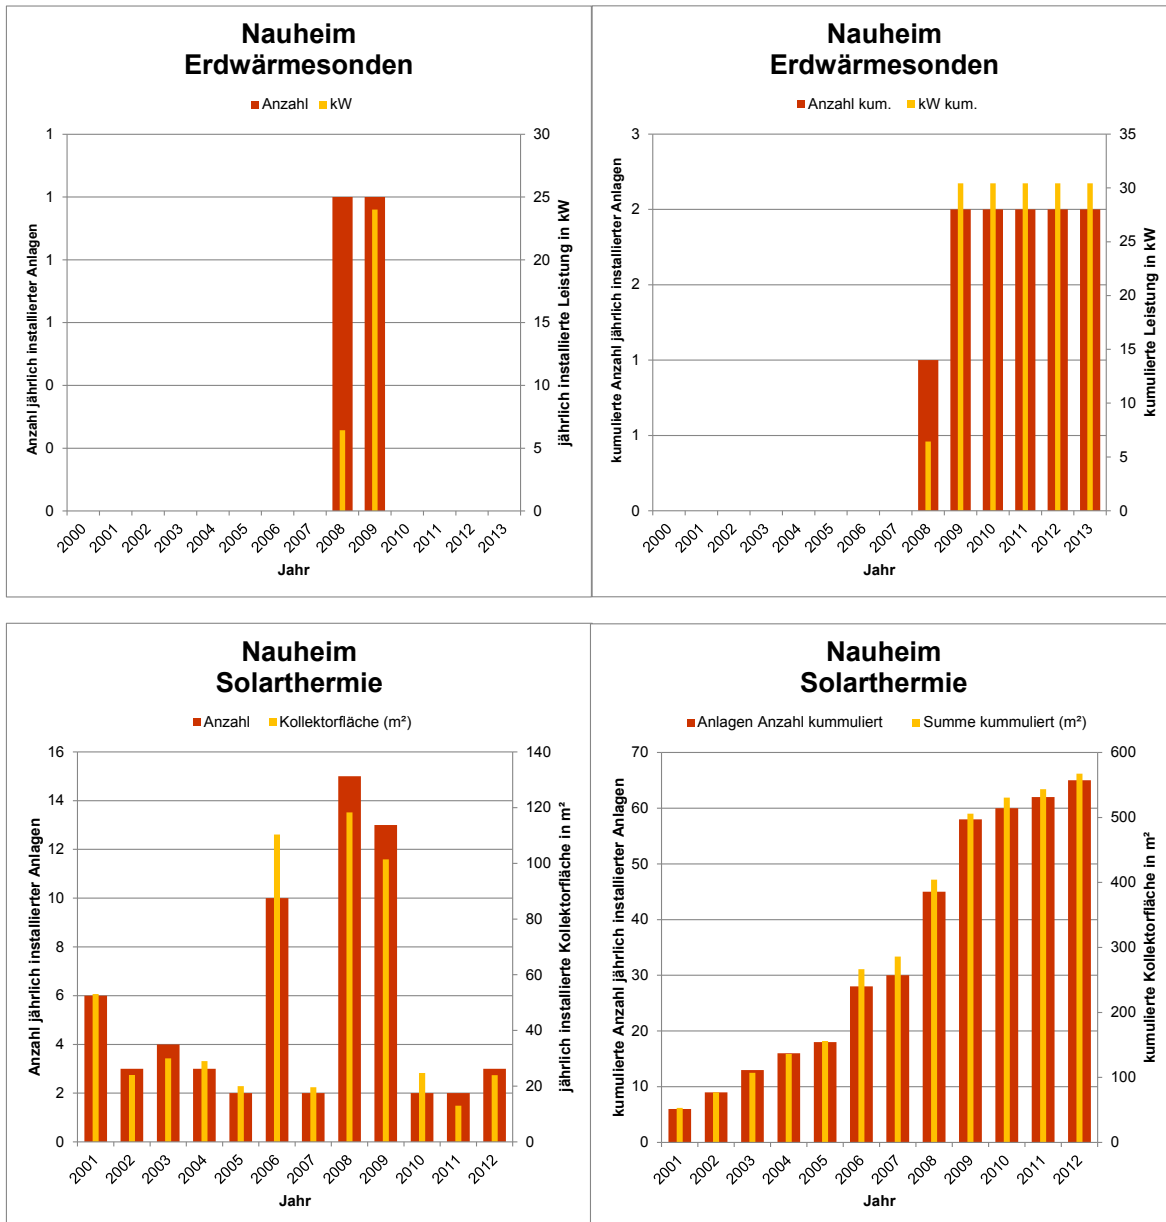 Nauheim
Erdwärmesonden
Anzahl kW
Anzahl jährlich installierter Anlagen
1
1
1
1
0
0
0
30
25
20
15
10
5
0
jährlich installierte Leistung in kW
2000 2001 2002 2003 2004 2005 2006 2007 2008 2009 2010 2011 2012 2013
Jahr
Nauheim
Erdwärmesonden
Anzahl kum. kW kum.
kumulierte Anzahl jährlich installierter Anlagen
3
2
2
1
1
0
35
30
25
20
15
10
5
0
kumulierte Leistung in kW
2000 2001 2002 2003 2004 2005 2006 2007 2008 2009 2010 2011 2012 2013
Jahr
Nauheim
Solarthermie
Anzahl Kollektorfläche (m²)
Anzahl jährlich installierter Anlagen
16
14
12
10
8
6
4
2
0
140
120
100
80
60
40
20
0
jährlich installierte Kollektorfläche in m²
2001 2002 2003 2004 2005 2006 2007 2008 2009 2010 2011 2012
Jahr
Nauheim
Solarthermie
Anlagen Anzahl kummuliert Summe kummuliert (m²)
kumulierte Anzahl jährlich installierter Anlagen
70
60
50
40
30
20
10
0
600
500
400
300
200
100
0
kumulierte Kollektorfläche in m²
2001 2002 2003 2004 2005 2006 2007 2008 2009 2010 2011 2012
Jahr